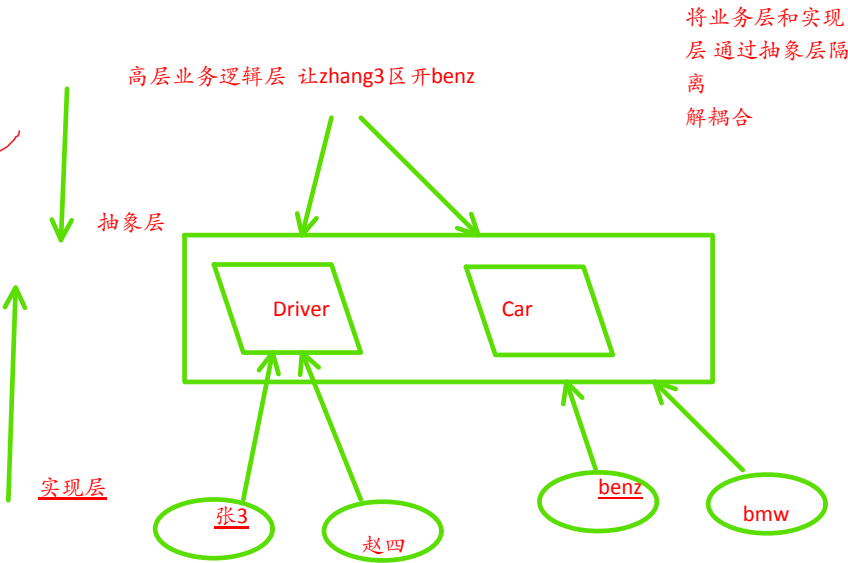 将业务层和实现
层 通过抽象层隔
离
解耦合
高层业务逻辑层 让zhang3区开benz
抽象层
Driver
Car
实现层
张3
赵四
benz
bmw